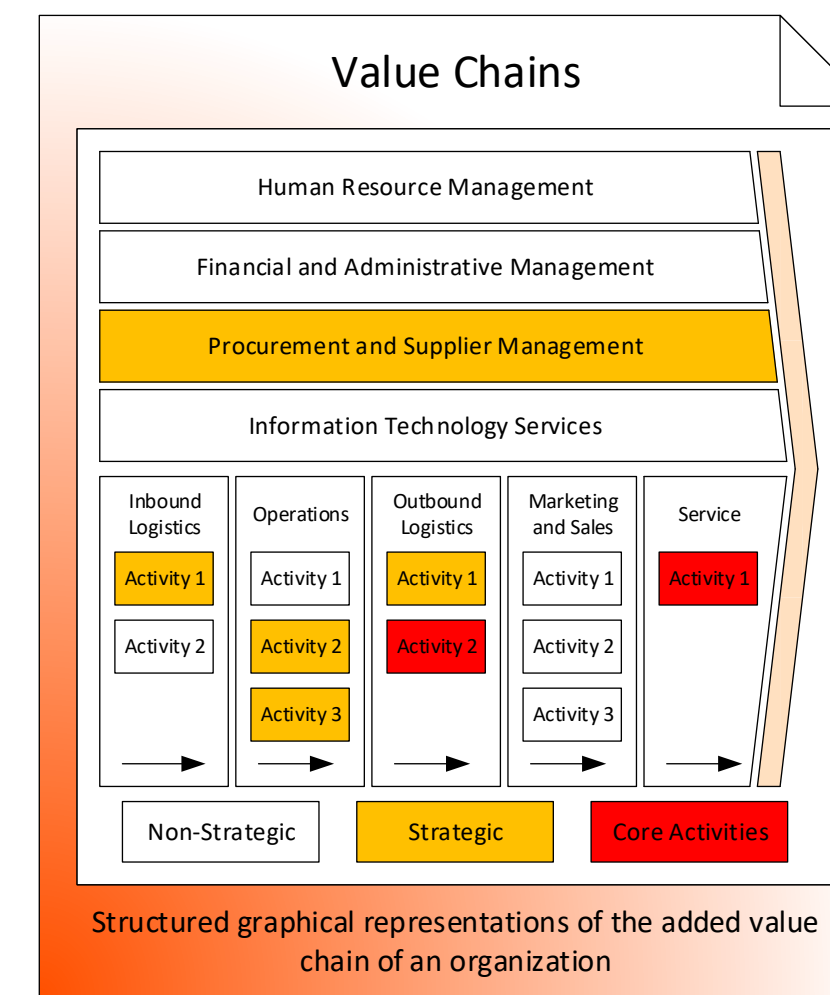 Value Chains
Human Resource Management
Financial and Administrative Management
Procurement and Supplier Management
Information Technology Services
Inbound
Logistics
Activity 1
Activity 2
Operations
Activity 1
Activity 2
Activity 3
Outbound
Logistics
Activity 1
Activity 2
Marketing
and Sales
Activity 1
Activity 2
Activity 3
Service
Activity 1
Non-Strategic
Strategic
Core Activities
Structured graphical representations of the added value
chain of an organization